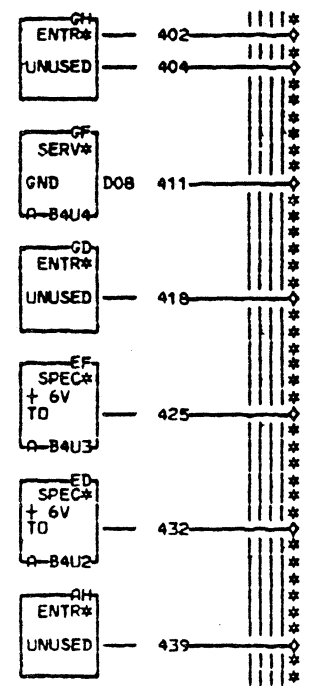 GH
ENTR* 402
UNUSED 404
GF
SERV*
GND D08 411
A-B4U4
GD
ENTR*
UNUSED 418
EF
SPEC*
+ 6V
TO 425
A-B4U3
ED
SPEC*
+ 6V
TO 432
A-B4U2
AH
ENTR*
UNUSED 439